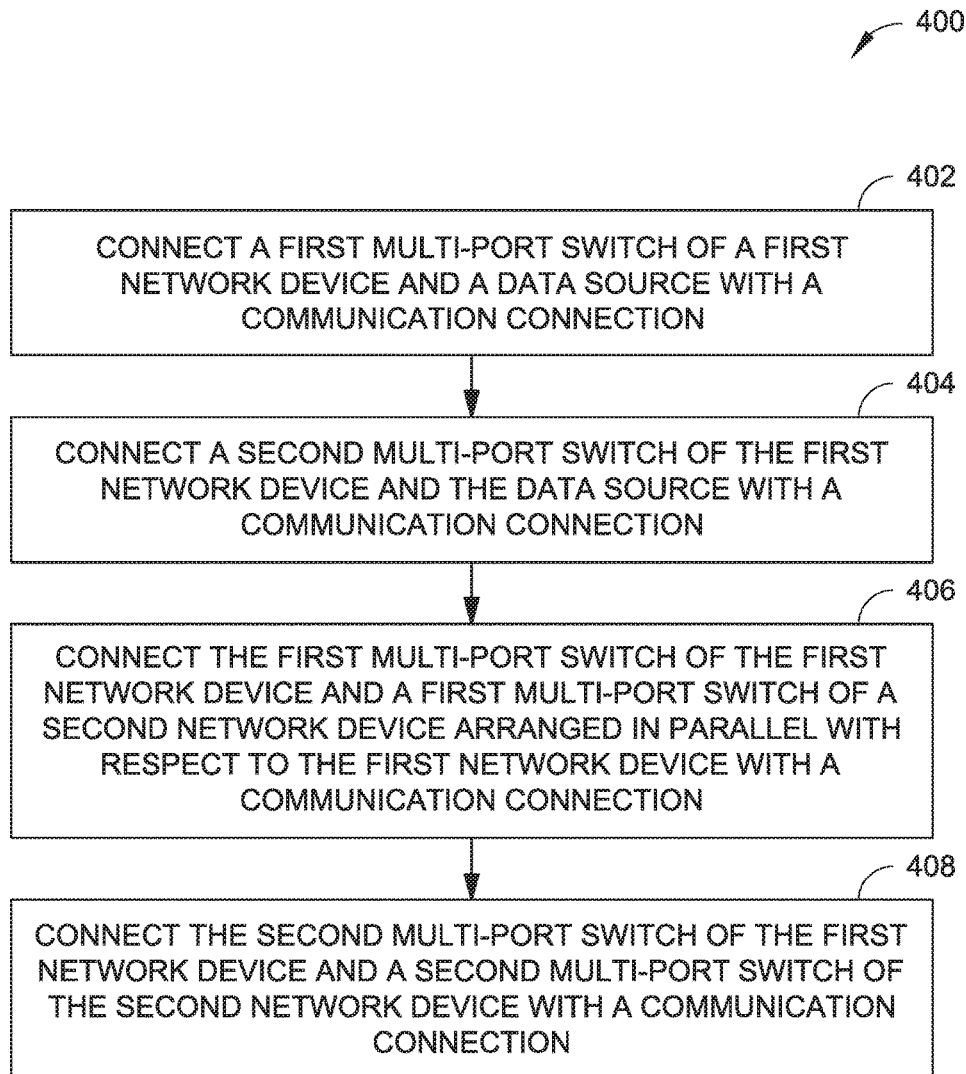 400
402
CONNECT A FIRST MULTI-PORT SWITCH OF A FIRST
NETWORK DEVICE AND A DATA SOURCE WITH A
COMMUNICATION CONNECTION
404
CONNECT A SECOND MULTI-PORT SWITCH OF THE FIRST
NETWORK DEVICE AND THE DATA SOURCE WITH A
COMMUNICATION CONNECTION
406
CONNECT THE FIRST MULTI-PORT SWITCH OF THE FIRST
NETWORK DEVICE AND A FIRST MULTI-PORT SWITCH OF A
SECOND NETWORK DEVICE ARRANGED IN PARALLEL WITH
RESPECT TO THE FIRST NETWORK DEVICE WITH A
COMMUNICATION CONNECTION
408
CONNECT THE SECOND MULTI-PORT SWITCH OF THE FIRST
NETWORK DEVICE AND A SECOND MULTI-PORT SWITCH OF
THE SECOND NETWORK DEVICE WITH A COMMUNICATION
CONNECTION